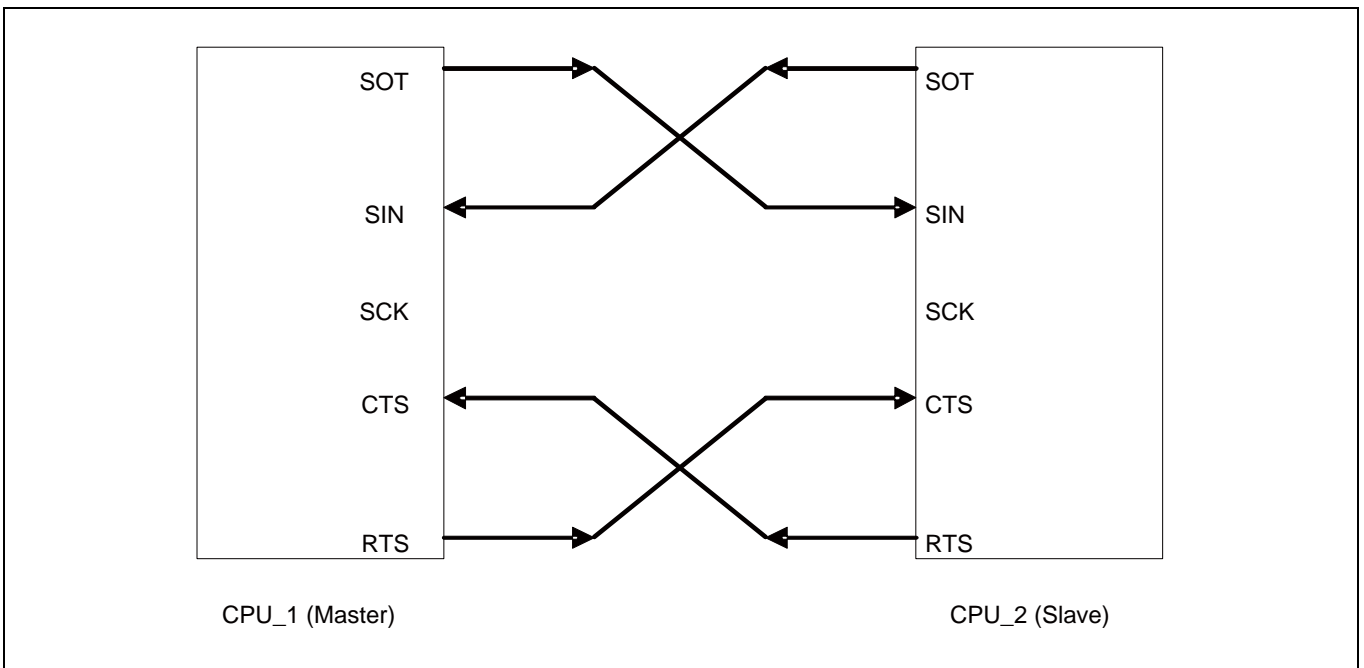 SOT
SIN
SCK
CTS
RTS
CPU_1 (Master)
SOT
SIN
SCK
CTS
RTS
CPU_2 (Slave)